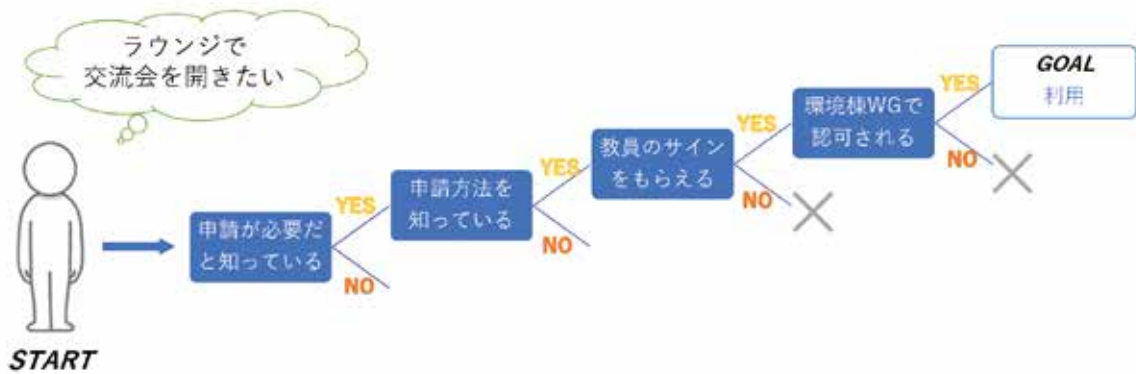 ラウンジで
交流会を開きたい
START
申請が必要だ
と知っている
YES
NO
申請方法を
知っている
YES
NO
教員のサイン
をもらえる
YES
NO
環境棟WGで
認可される
YES
NO
GOAL
利用